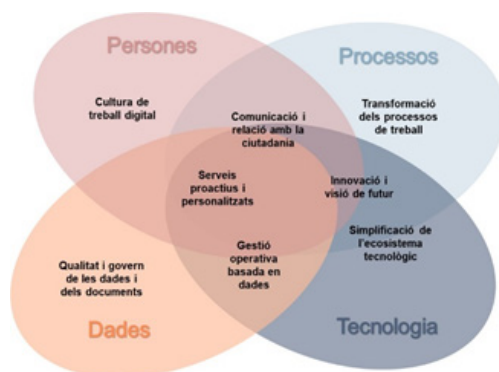 Persones
Processos
Cultura de
treball digital
Comunicació i
relació amb la
ciutadania
Transformació
dels processos
de treball
Serveis
proactius i
personalitzats
Innovació i
visió de futur
Simplificació de
l'ecosistema
tecnològic
Gestió
operativa
basada en
dades
Qualitat i govern
de les dades i
dels documents
Dades
Tecnologia